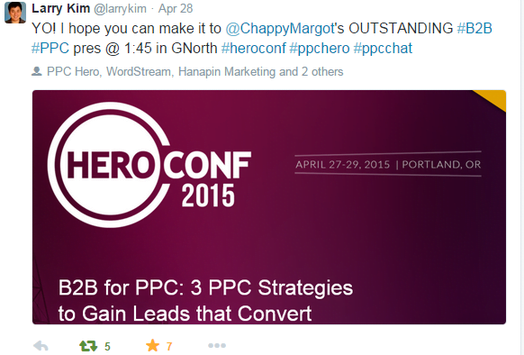 Larry Kim @larrykim · Apr 28
YO! I hope you can make it to @ChappyMargot's OUTSTANDING #B2B
#PPC pres @ 1:45 in GNorth #heroconf #ppchero #ppcchat
PPC Hero, WordStream, Hanapin Marketing and 2 others
HERO CONF
2015
APRIL 27-29, 2015 | PORTLAND, OR
B2B for PPC: 3 PPC Strategies
to Gain Leads that Convert
5 7